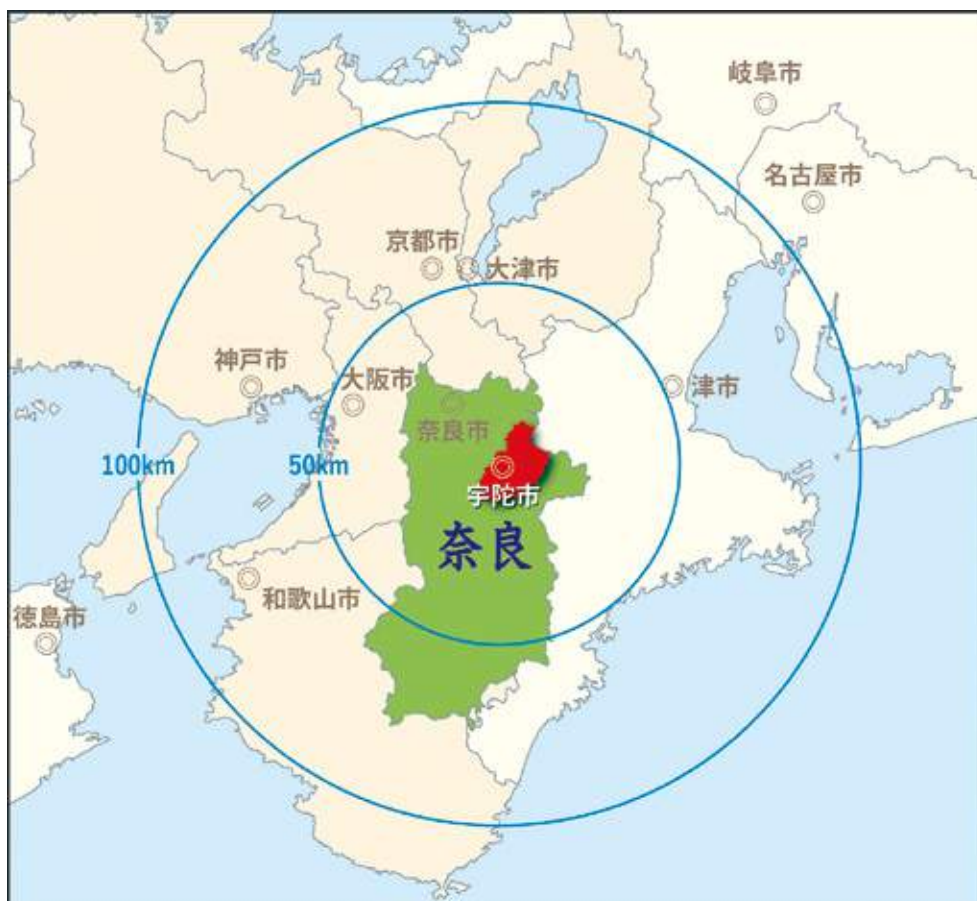 岐阜市
名古屋市
京都市
大津市
神戸市
大阪市
津市
奈良市
100km
50km
宇陀市
奈良
和歌山市
徳島市